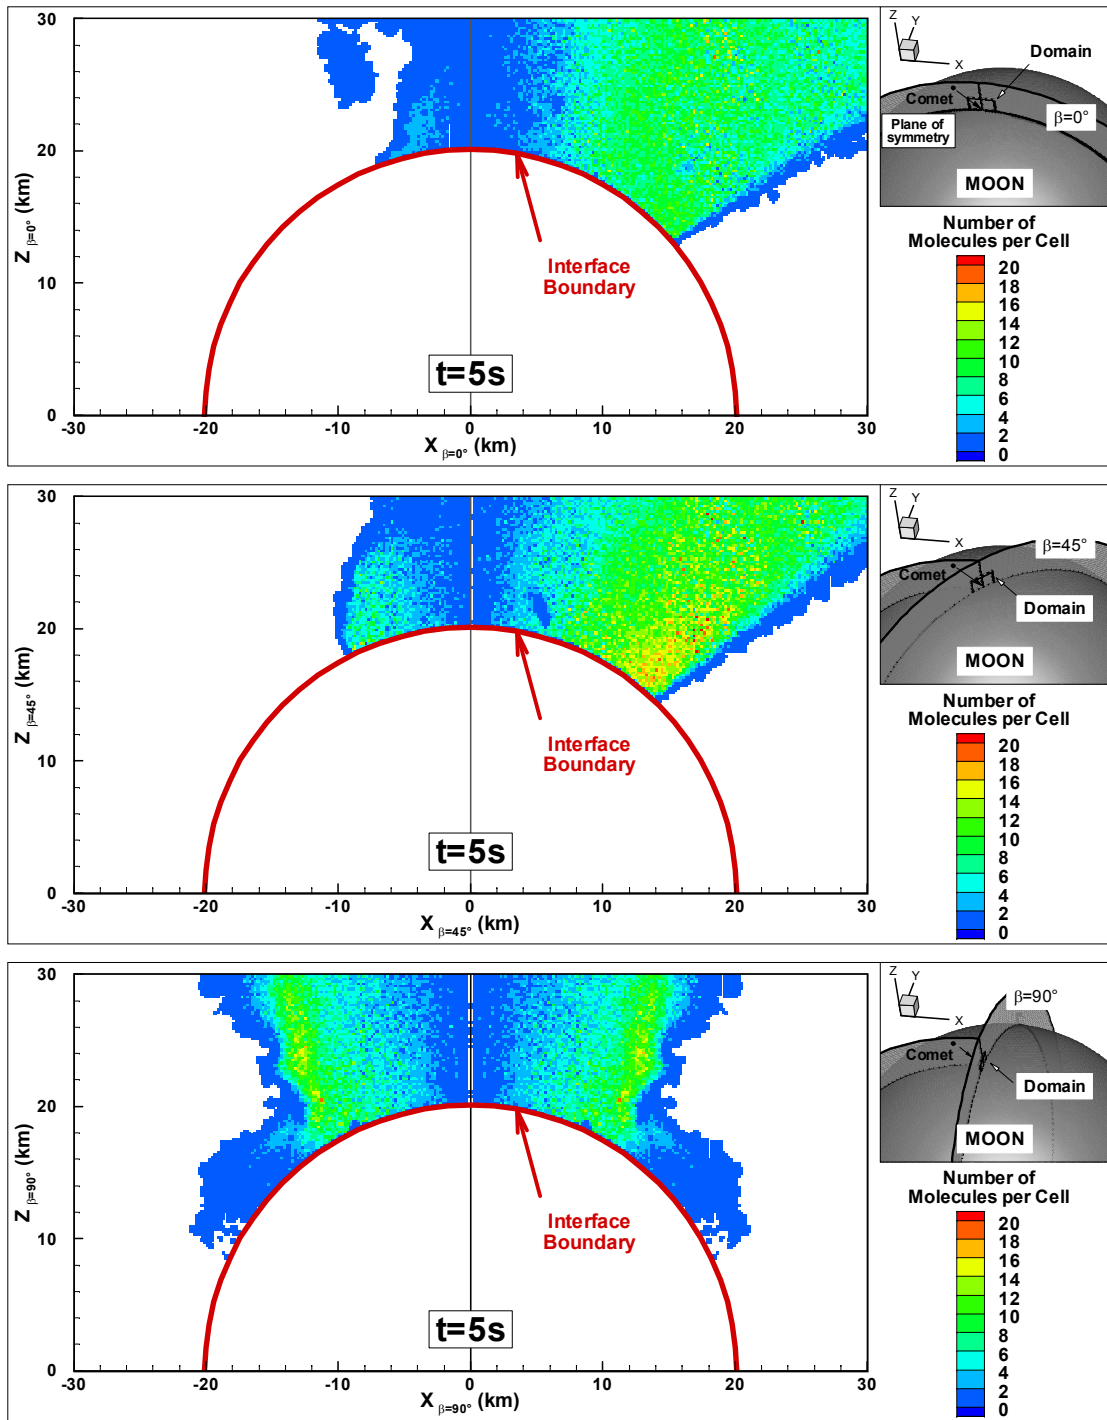 30
20
10
0
Z β=0° (km)
-30
-20
-10
0
10
20
30
X β=0° (km)
Interface
Boundary
t=5s
Z
Y
X
Domain
Comet
β=0°
Plane of
symmetry
MOON
Number of
Molecules per Cell
20
18
16
14
12
10
8
6
4
2
0
30
20
10
0
Z β=45° (km)
-30
-20
-10
0
10
20
30
X β=45° (km)
Interface
Boundary
t=5s
Z
Y
X
β=45°
Comet
Domain
MOON
Number of
Molecules per Cell
20
18
16
14
12
10
8
6
4
2
0
30
20
10
0
Z β=90° (km)
-30
-20
-10
0
10
20
30
X β=90° (km)
Interface
Boundary
t=5s
Z
Y
X
β=90°
Comet
Domain
MOON
Number of
Molecules per Cell
20
18
16
14
12
10
8
6
4
2
0